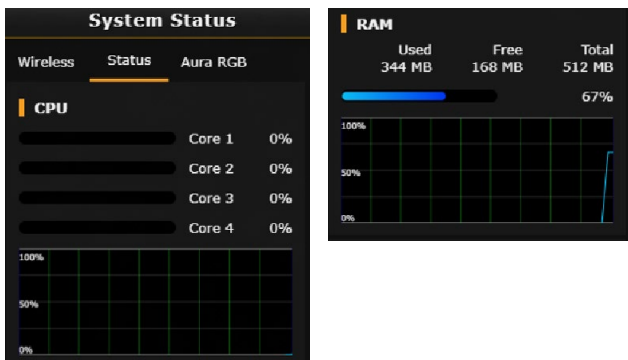 System Status
Wireless Status Aura RGB
CPU
Core 1 0%
Core 2 0%
Core 3 0%
Core 4 0%
100%
50%
0%
RAM
Used Free Total
344 MB 168 MB 512 MB
67%
100%
50%
0%